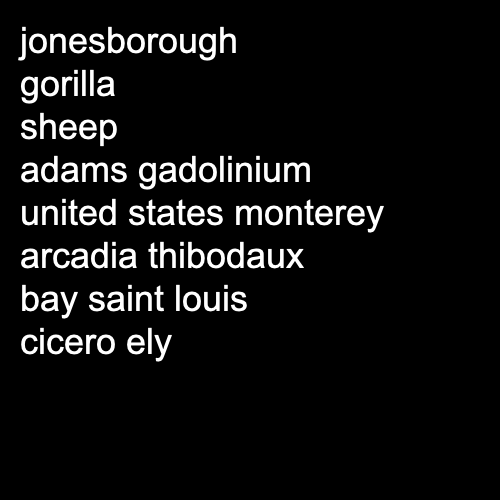 jonesborough
gorilla
sheep
adams gadolinium
united states monterey
arcadia thibodaux
bay saint louis
cicero ely